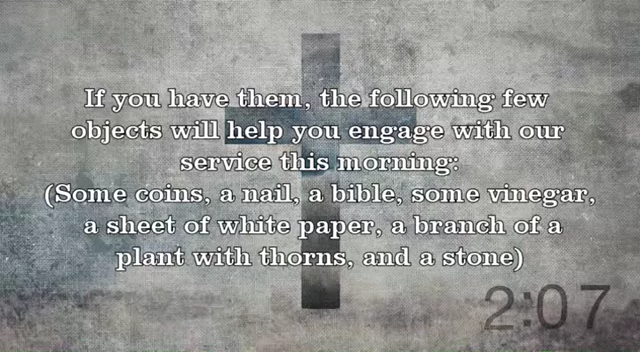 If you have them, the following few
objects will help you engage with our
service this morning:
(Some coins, a nail, a bible, some vinegar,
a sheet of white paper, a branch of a
plant with thorns, and a stone)
2:07